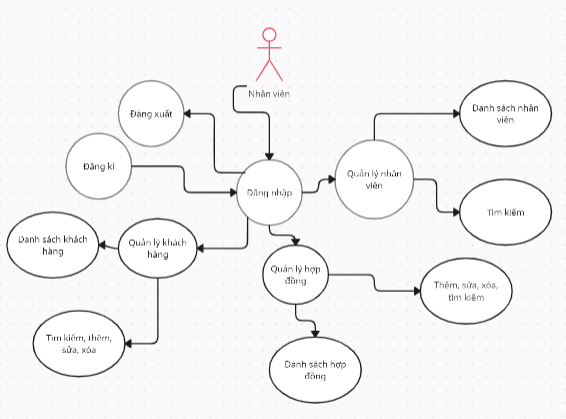 Nhân viên
Đăng xuất
Danh sách nhân
viên
Đăng kí
Đăng nhập
Quản lý nhân
viên
Tìm kiếm
Danh sách khách
hàng
Quản lý khách
hàng
Quản lý hợp
đồng
Thêm, sửa, xóa,
tìm kiếm
Tìm kiếm, thêm,
sửa, xóa
Danh sách hợp
đồng